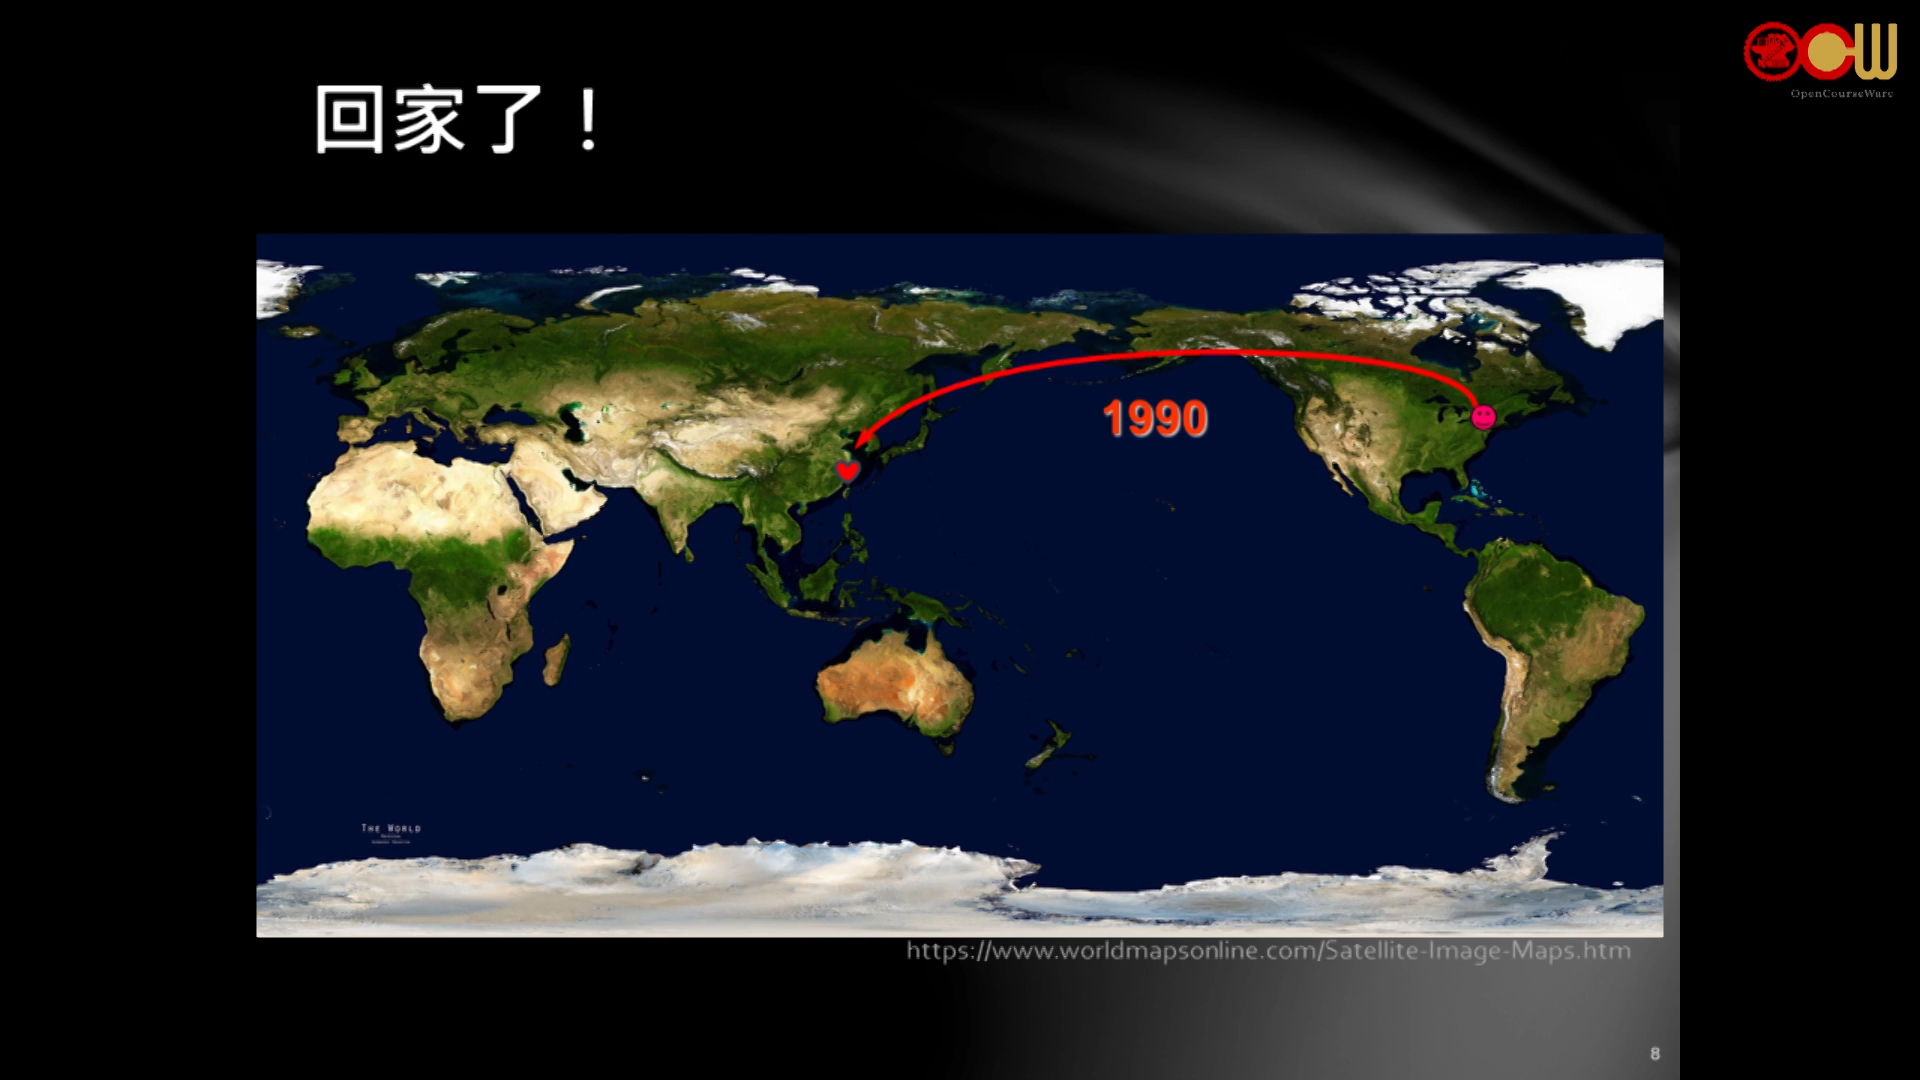 OpenCourseWare
回家了！
1990
THE WORLD
https://www.worldmapsonline.com/Satellite-Image-Maps.htm
8